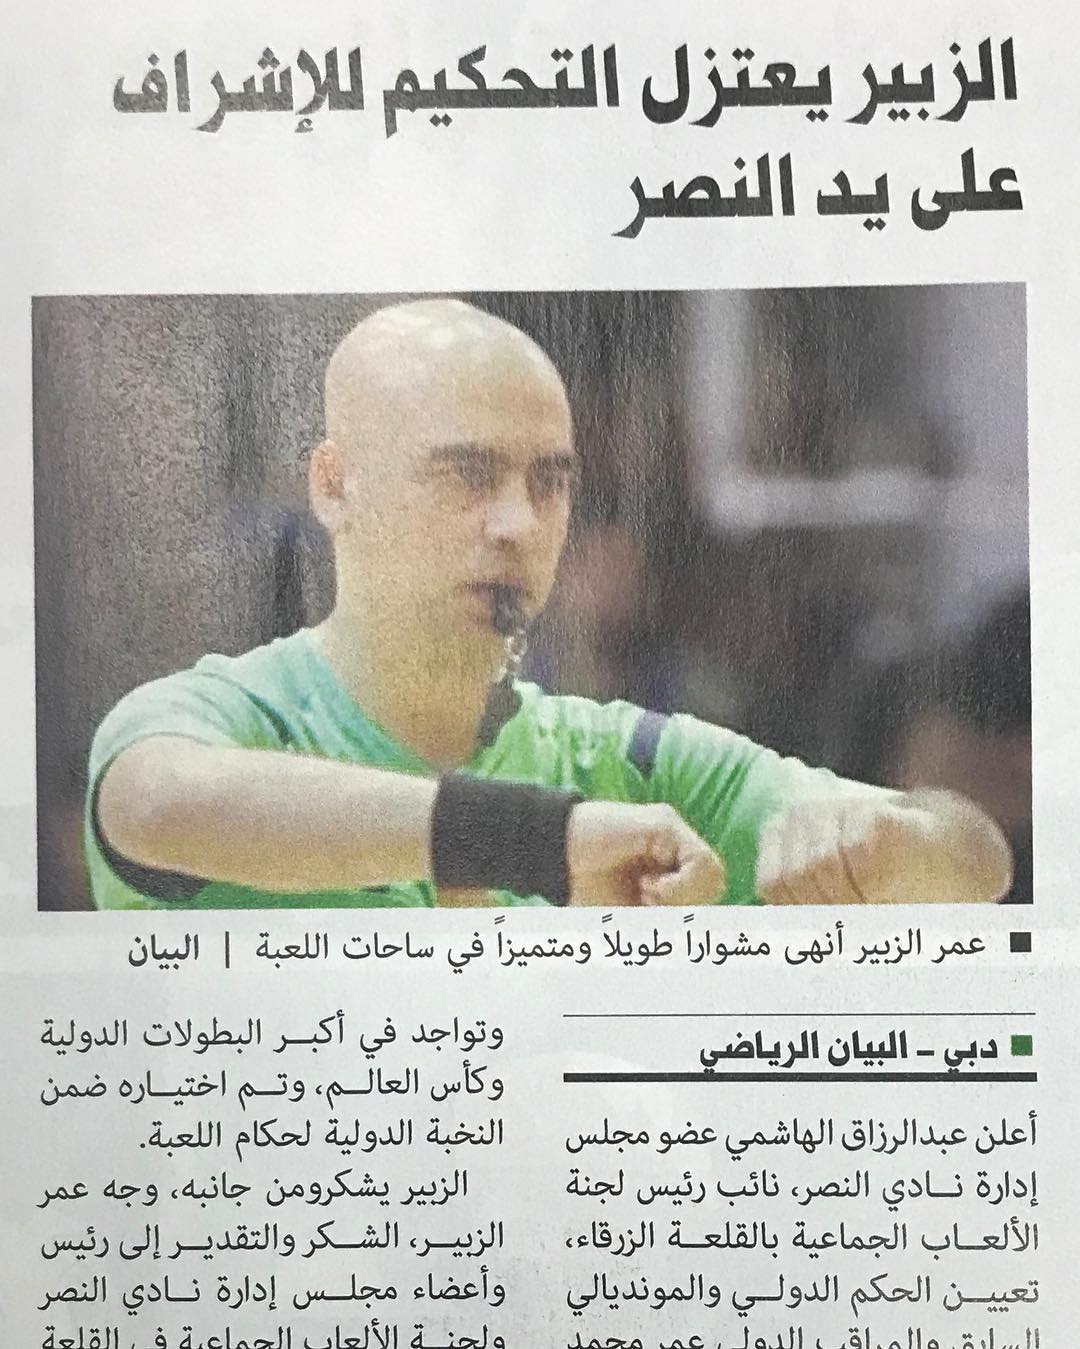 الزبير يعتزل التحكيم للإشراف
على يد النصر
عمر الزبير أنهى مشواراً طويلاً ومتميزاً في ساحات اللعبة | البيان
دبي - البيان الرياضي
أعلن عبدالرزاق الهاشمي عضو مجلس
إدارة نادي النصر، نائب رئيس لجنة
الألعاب الجماعية بالقلعة الزرقاء،
تعيين الحكم الدولي والمونديالي
السابق والمراقب الدولي عمر محمد
وتواجد في أكبر البطولات الدولية
وكأس العالم، وتم اختياره ضمن
النخبة الدولية لحكام اللعبة.
الزبير يشكرومن جانبه، وجه عمر
الزبير، الشكر والتقدير إلى رئيس
وأعضاء مجلس إدارة نادي النصر
ولجنة الألعاب الجماعية في القلعة